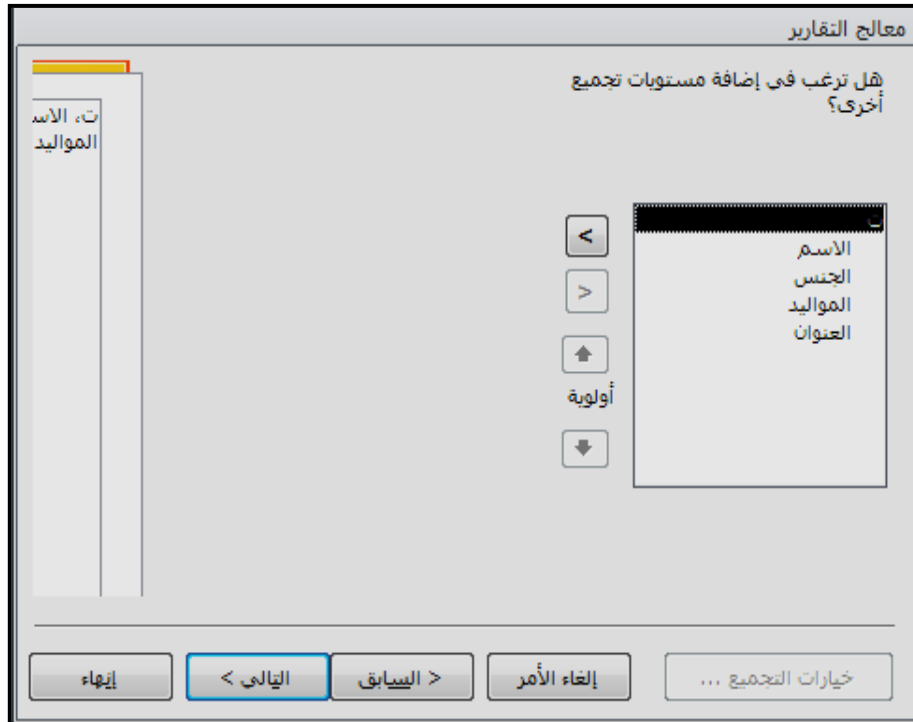 معالج التقارير
هل ترغب في إضافة مستويات تجميع
أخرى؟
ت
الاسم
الجنس
المواليد
العنوان
>
<
أولوية
ت، الاس
المواليد
خيارات التجميع ...
إلغاء الأمر
< السابق
التالي >
إنهاء